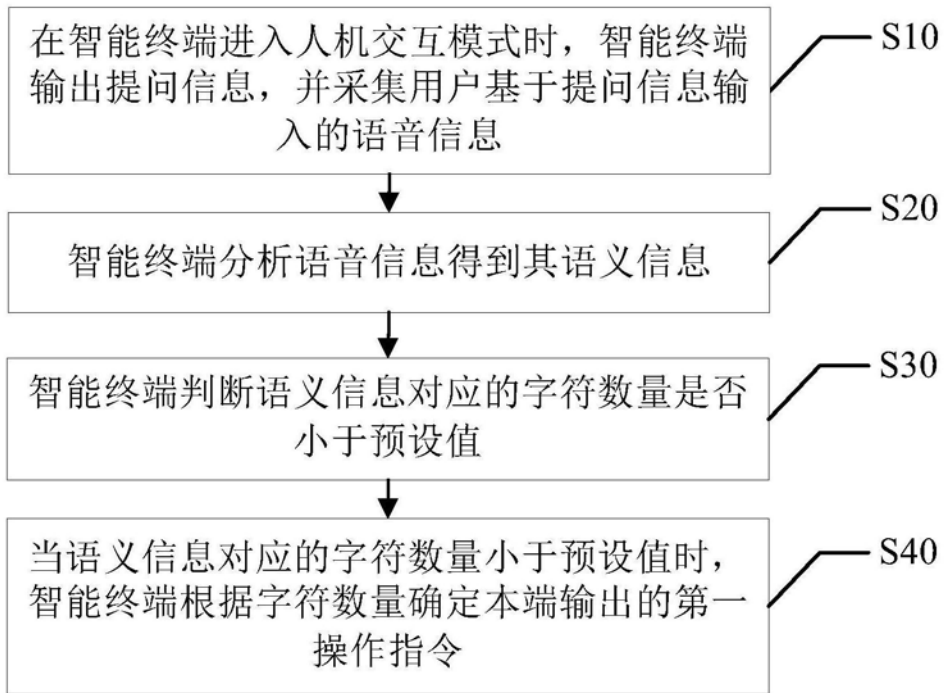 在智能终端进入人机交互模式时，智能终端
输出提问信息，并采集用户基于提问信息输
入的语音信息
S10
智能终端分析语音信息得到其语义信息
S20
智能终端判断语义信息对应的字符数量是否
小于预设值
S30
当语义信息对应的字符数量小于预设值时，
智能终端根据字符数量确定本端输出的第一
操作指令
S40